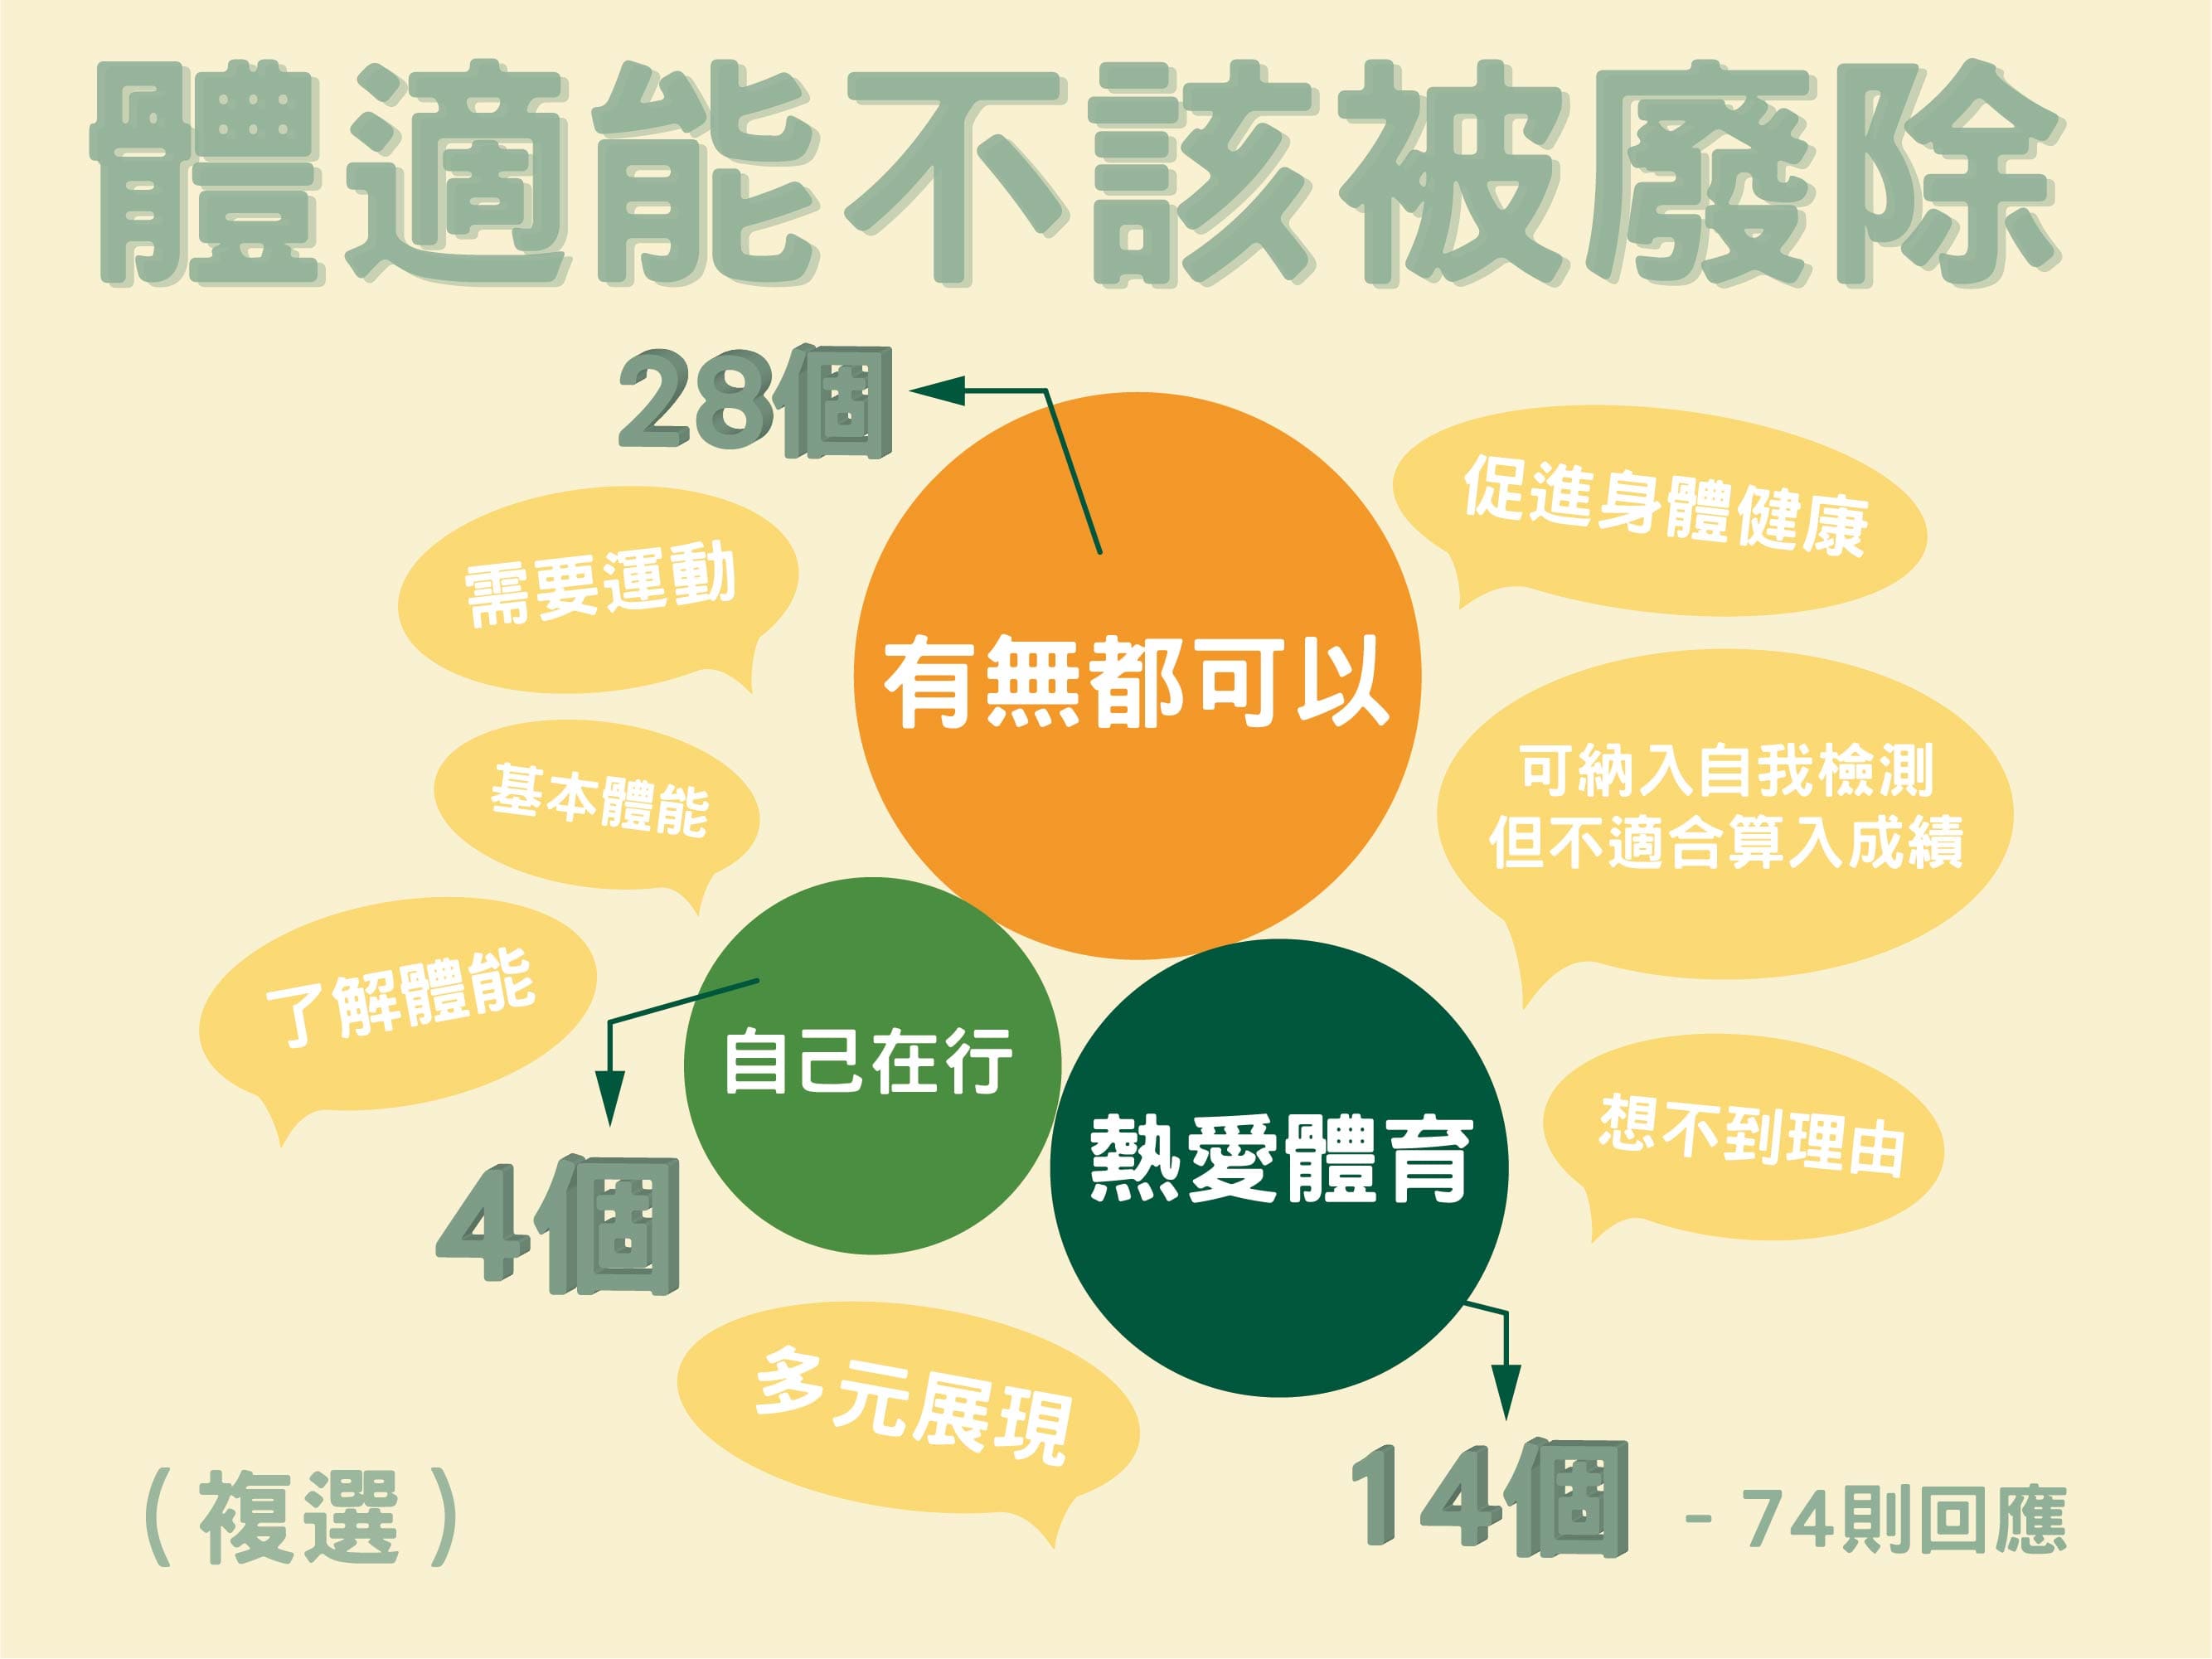 體適能不該被廢除
28個
促進身體健康
需要運動
有無都可以
可納入自我檢測
但不適合算入成績
基本體能
了解體能
自己在行
熱愛體育
想不到理由
4個
多元展現
14個
（複選）
-74則回應